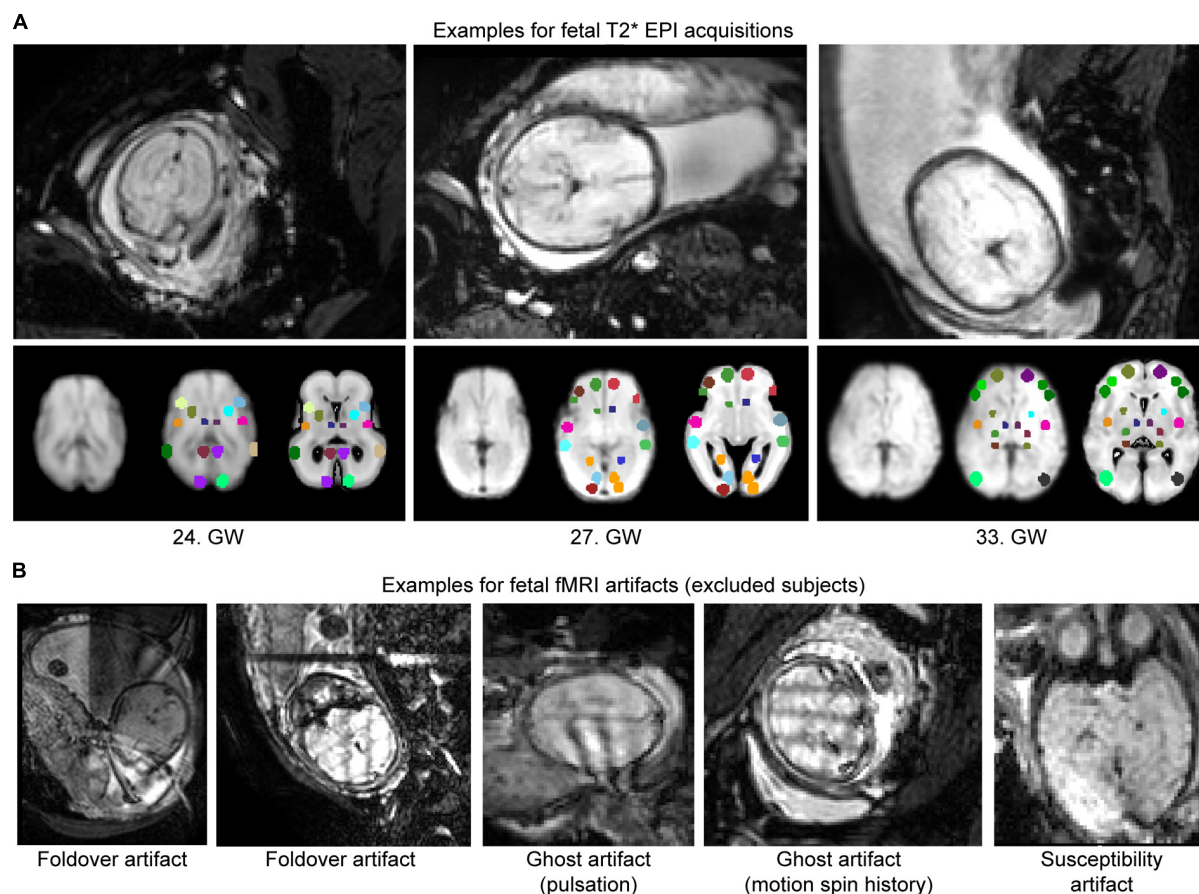 A
Examples for fetal T2* EPI acquisitions
24. GW
27. GW
33. GW
B
Examples for fetal fMRI artifacts (excluded subjects)
Foldover artifact
Foldover artifact
Ghost artifact
(pulsation)
Ghost artifact
(motion spin history)
Susceptibility
artifact